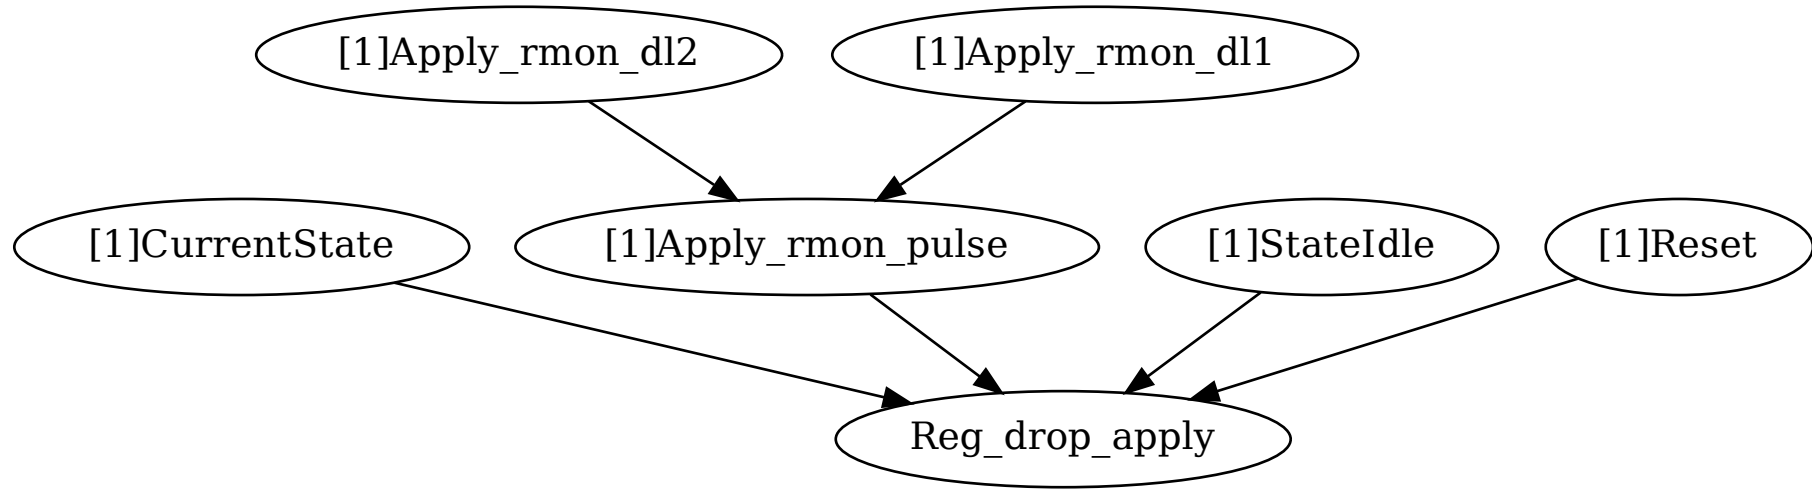 [1]Apply_rmon_dl2
[1]Apply_rmon_dl1
[1]CurrentState
[1]Apply_rmon_pulse
[1]StateIdle
[1]Reset
Reg_drop_apply